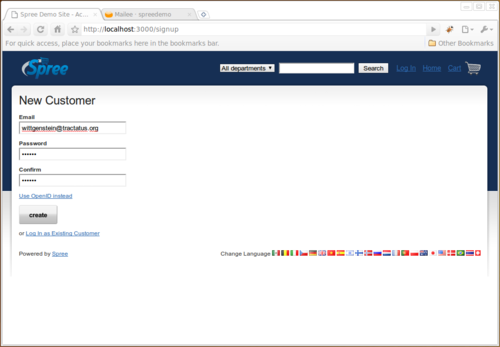 Spree Demo Site - Ac...
Mailee - spreedemo
http://localhost:3000/signup
For quick access, place your bookmarks here in the bookmarks bar.
Other Bookmarks
Spree
All departments
Search
Log In
Home
Cart
New Customer
Email
wittgenstein@tractatus.org
Password
••••••
Confirm
••••••
Use OpenID instead
create
or Log In as Existing Customer
Powered by Spree
Change Language